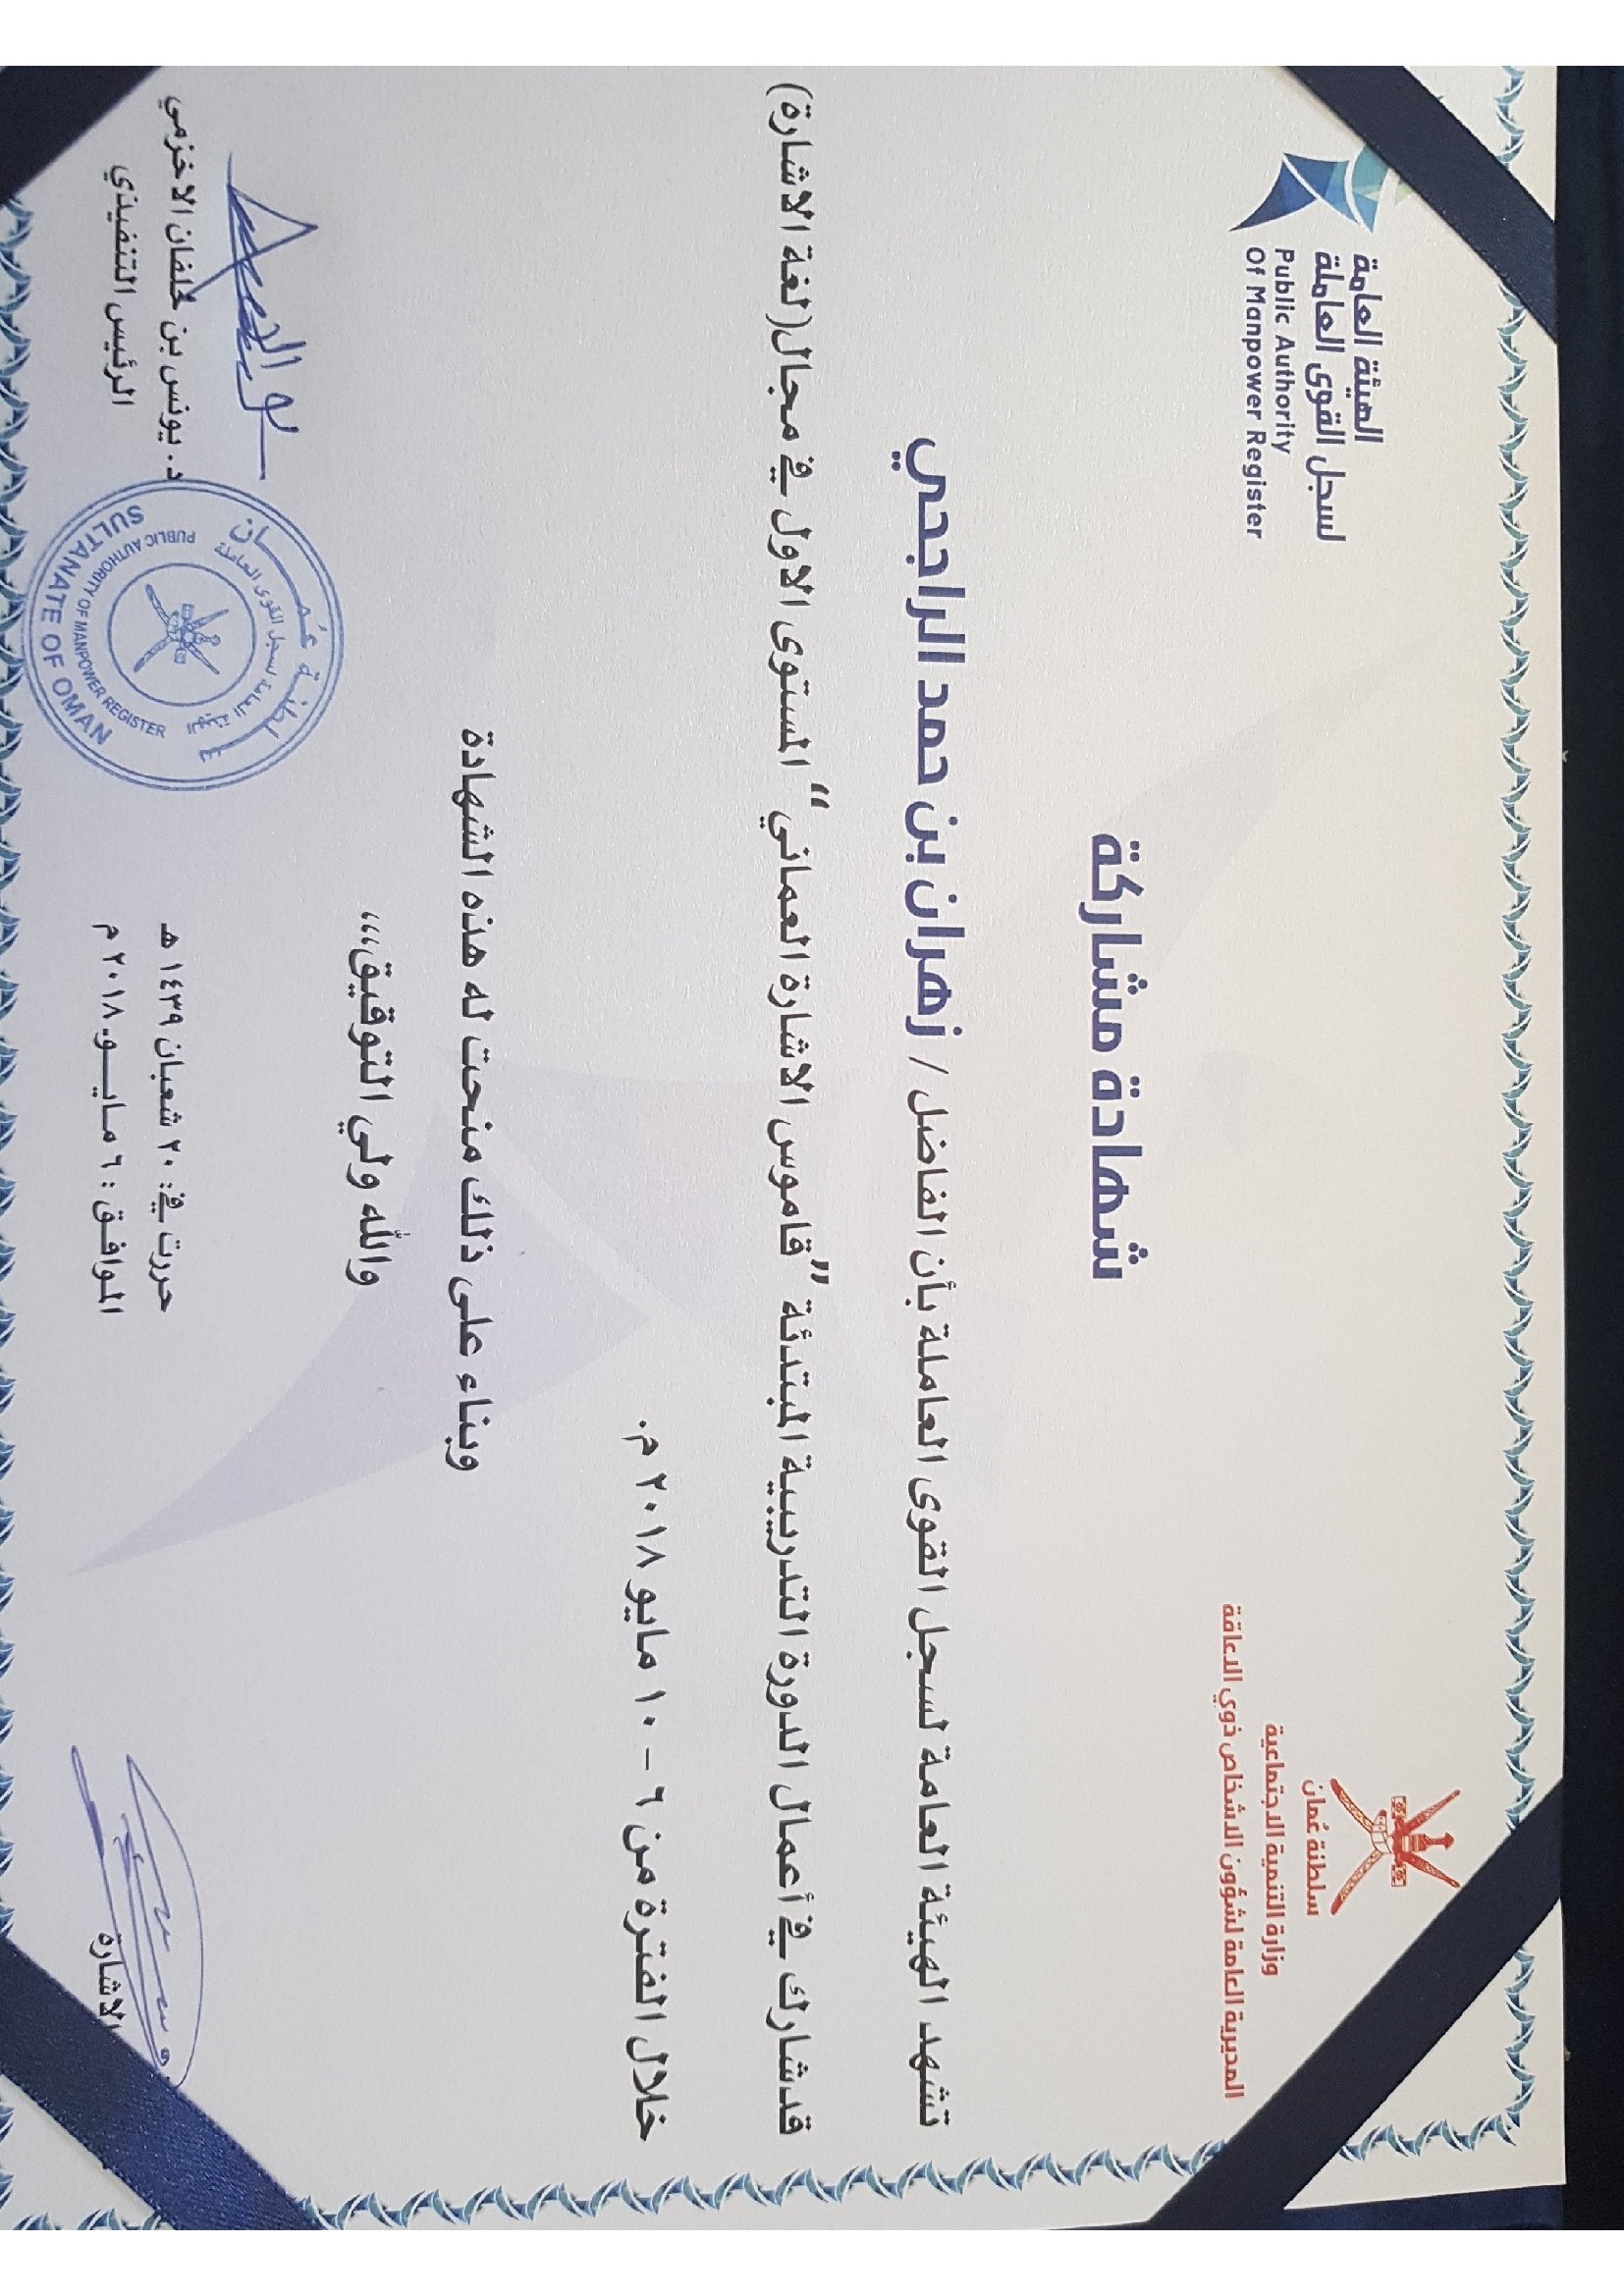 سلطنة عُمان
وزارة التنمية الاجتماعية
المديرية العامة لشؤون الاشخاص ذوي الاعاقة
الهيئة العامة
لسجل القوى العاملة
Public Authority
Of Manpower Register
شهادة مشاركة
تشهد الهيئة العامة لسجل القوى العاملة بأن الفاضل / زهران بن حمد الراجحي
قدشارك في أعمال الدورة التدريبية المبتدئة ”قاموس الاشارة العماني“ المستوى الاول في مجال(لغة الاشارة)
خلال الفترة من ٦ - ١٠ مايو ٢٠١٨ م.
وبناء على ذلك منحت له هذه الشهادة
والله ولي التوفيق،،،
الاشارة
حررت في: ٢٠ شعبان ١٤٣٩ هـ
الموافق : ٦ مايو ٢٠١٨ م
سلطنة عُمان
الهيئة العامة لسجل القوى العاملة
PUBLIC AUTHORITY OF MANPOWER REGISTER
SULTANATE OF OMAN
د. يونس بن خلفان الاخزمي
الرئيس التنفيذي